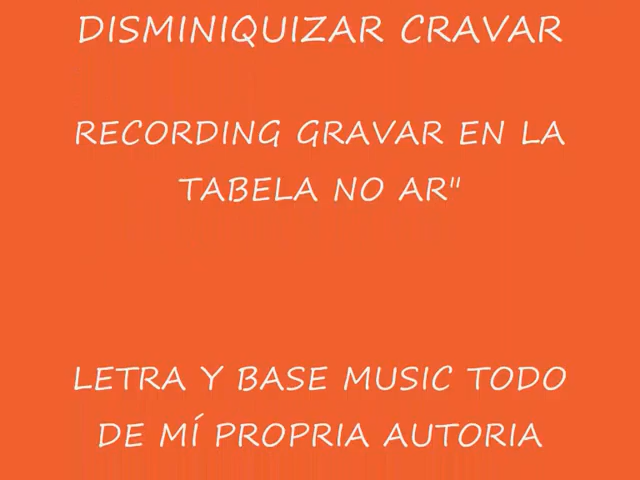 DISMINIQUIZAR CRAVAR
RECORDING GRAVAR EN LA
TABELA NO AR"
LETRA Y BASE MUSIC TODO
DE MÍ PROPRIA AUTORIA